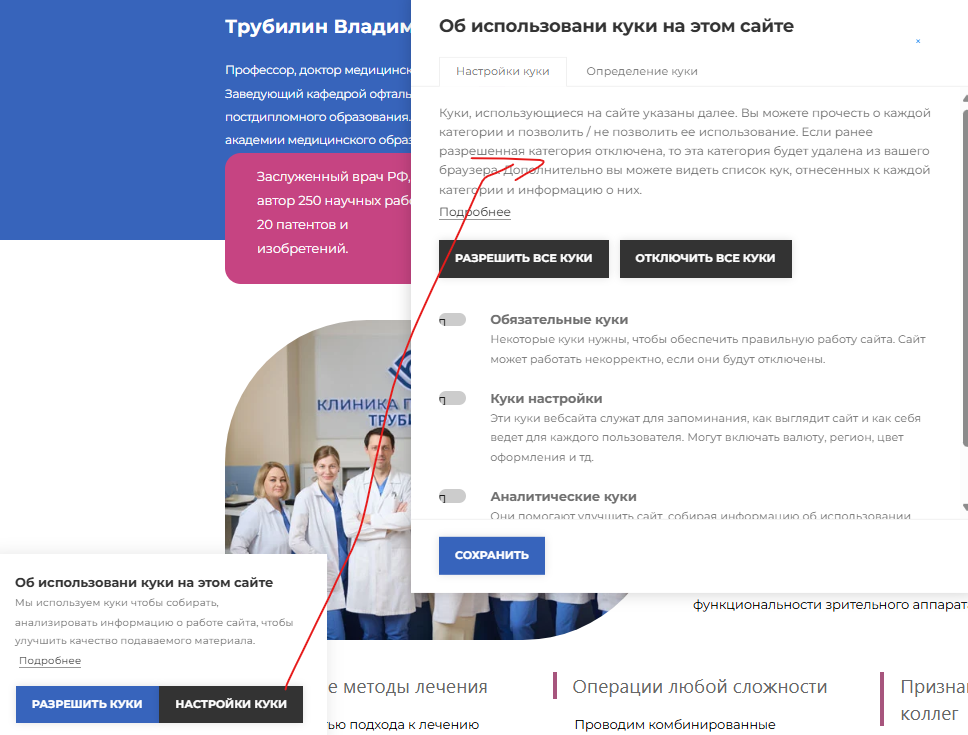 Трубилин Владим
Профессор, доктор медицинск
Заведующий кафедрой офталь
постдипломного образования.
академии медицинского обра
Заслуженный врач РФ,
автор 250 научных раб
20 патентов и
изобретений.
КЛИНИКА
ТРУБИ
Об использовани куки на этом сайте
×
Настройки куки
Определение куки
Куки, использующиеся на сайте указаны далее. Вы можете прочесть о каждой
категории и позволить / не позволить ее использование. Если ранее
разрешенная категория отключена, то эта категория будет удалена из вашего
браузера. Дополнительно вы можете видеть список кук, отнесенных к каждой
категории и информацию о них.
Подробнее
РАЗРЕШИТЬ ВСЕ КУКИ
ОТКЛЮЧИТЬ ВСЕ КУКИ
Обязательные куки
Некоторые куки нужны, чтобы обеспечить правильную работу сайта. Сайт
может работать некорректно, если они будут отключены.
Куки настройки
Эти куки вебсайта служат для запоминания, как выглядит сайт и как себя
ведет для каждого пользователя. Могут включать валюту, регион, цвет
оформления и тд.
Аналитические куки
Они помогают улучшить сайт, собирая информацию об использовании
СОХРАНИТЬ
Об использовани куки на этом сайте
Мы используем куки чтобы собирать,
анализировать информацию о работе сайта, чтобы
улучшить качество подаваемого материала.
Подробнее
РАЗРЕШИТЬ КУКИ
НАСТРОЙКИ КУКИ
функциональности зрительного аппарат
е методы лечения
тью подхода к лечению
Операции любой сложности
Проводим комбинированные
Призна
коллег